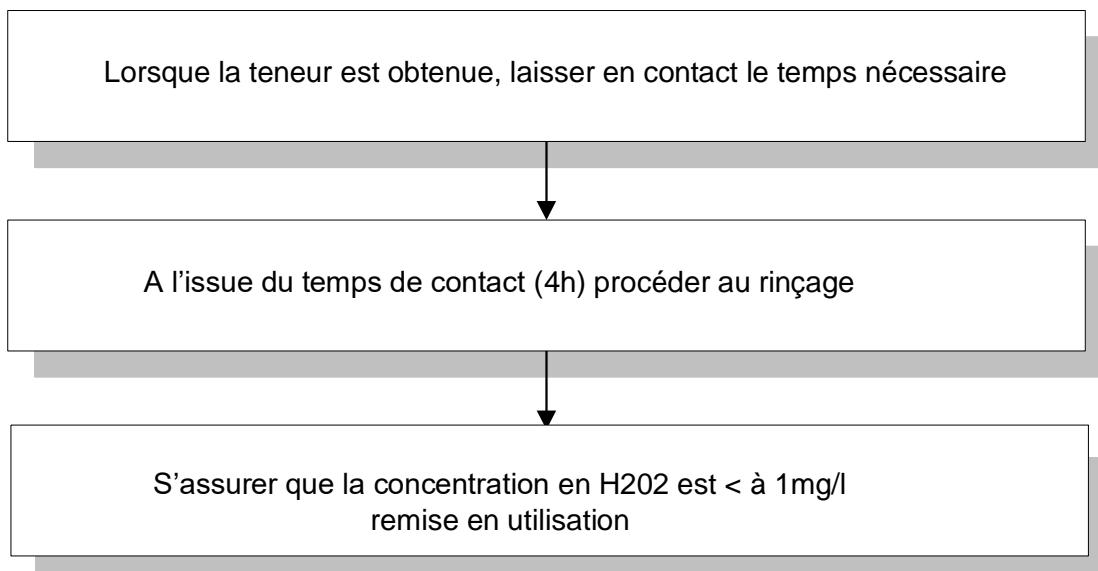 Lorsque la teneur est obtenue, laisser en contact le temps nécessaire
A l’issue du temps de contact (4h) procéder au rinçage
S’assurer que la concentration en H202 est < à 1mg/l
remise en utilisation